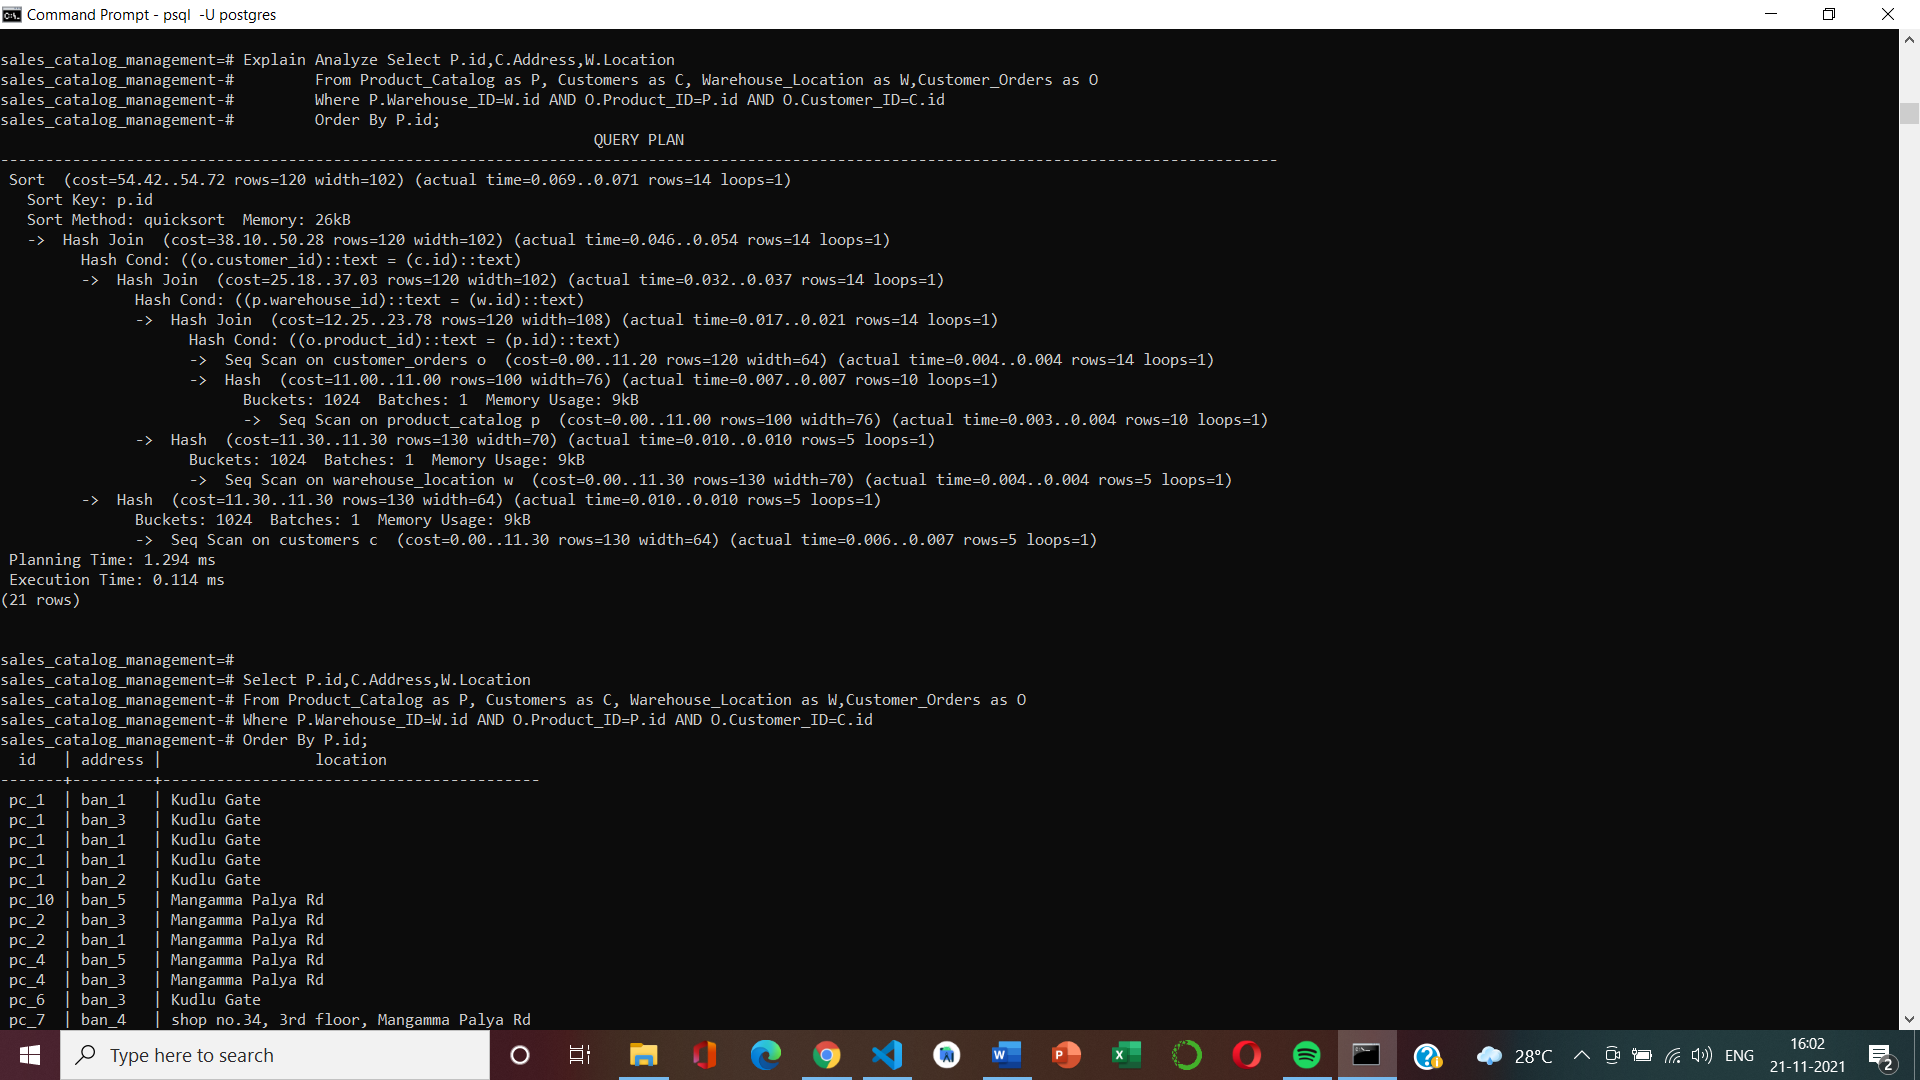 Command Prompt - psql  -U postgres
sales_catalog_management=# Explain Analyze Select P.id,C.Address,W.Location
sales_catalog_management-#         From Product_Catalog as P, Customers as C, Warehouse_Location as W,Customer_Orders as O
sales_catalog_management-#         Where P.Warehouse_ID=W.id AND O.Product_ID=P.id AND O.Customer_ID=C.id
sales_catalog_management-#         Order By P.id;
                                                                  QUERY PLAN
----------------------------------------------------------------------------------------------------------------------------------------------
 Sort  (cost=54.42..54.72 rows=120 width=102) (actual time=0.069..0.071 rows=14 loops=1)
   Sort Key: p.id
   Sort Method: quicksort  Memory: 26kB
   ->  Hash Join  (cost=38.10..50.28 rows=120 width=102) (actual time=0.046..0.054 rows=14 loops=1)
         Hash Cond: ((o.customer_id)::text = (c.id)::text)
         ->  Hash Join  (cost=25.18..37.03 rows=120 width=102) (actual time=0.032..0.037 rows=14 loops=1)
               Hash Cond: ((p.warehouse_id)::text = (w.id)::text)
               ->  Hash Join  (cost=12.25..23.78 rows=120 width=108) (actual time=0.017..0.021 rows=14 loops=1)
                     Hash Cond: ((o.product_id)::text = (p.id)::text)
                     ->  Seq Scan on customer_orders o  (cost=0.00..11.20 rows=120 width=64) (actual time=0.004..0.004 rows=14 loops=1)
                     ->  Hash  (cost=11.00..11.00 rows=100 width=76) (actual time=0.007..0.007 rows=10 loops=1)
                           Buckets: 1024  Batches: 1  Memory Usage: 9kB
                           ->  Seq Scan on product_catalog p  (cost=0.00..11.00 rows=100 width=76) (actual time=0.003..0.004 rows=10 loops=1)
               ->  Hash  (cost=11.30..11.30 rows=130 width=70) (actual time=0.010..0.010 rows=5 loops=1)
                     Buckets: 1024  Batches: 1  Memory Usage: 9kB
                     ->  Seq Scan on warehouse_location w  (cost=0.00..11.30 rows=130 width=70) (actual time=0.004..0.004 rows=5 loops=1)
         ->  Hash  (cost=11.30..11.30 rows=130 width=64) (actual time=0.010..0.010 rows=5 loops=1)
               Buckets: 1024  Batches: 1  Memory Usage: 9kB
               ->  Seq Scan on customers c  (cost=0.00..11.30 rows=130 width=64) (actual time=0.006..0.007 rows=5 loops=1)
 Planning Time: 1.294 ms
 Execution Time: 0.114 ms
(21 rows)
sales_catalog_management=#
sales_catalog_management=# Select P.id,C.Address,W.Location
sales_catalog_management-# From Product_Catalog as P, Customers as C, Warehouse_Location as W,Customer_Orders as O
sales_catalog_management-# Where P.Warehouse_ID=W.id AND O.Product_ID=P.id AND O.Customer_ID=C.id
sales_catalog_management-# Order By P.id;
  id   | address |                 location
-------+---------+------------------------------------------
 pc_1  | ban_1   | Kudlu Gate
 pc_1  | ban_3   | Kudlu Gate
 pc_1  | ban_1   | Kudlu Gate
 pc_1  | ban_1   | Kudlu Gate
 pc_1  | ban_2   | Kudlu Gate
 pc_10 | ban_5   | Mangamma Palya Rd
 pc_2  | ban_3   | Mangamma Palya Rd
 pc_2  | ban_1   | Mangamma Palya Rd
 pc_4  | ban_5   | Mangamma Palya Rd
 pc_4  | ban_3   | Mangamma Palya Rd
 pc_6  | ban_3   | Kudlu Gate
 pc_7  | ban_4   | shop no.34, 3rd floor, Mangamma Palya Rd
Type here to search
28°C
ENG
16:02
21-11-2021
2